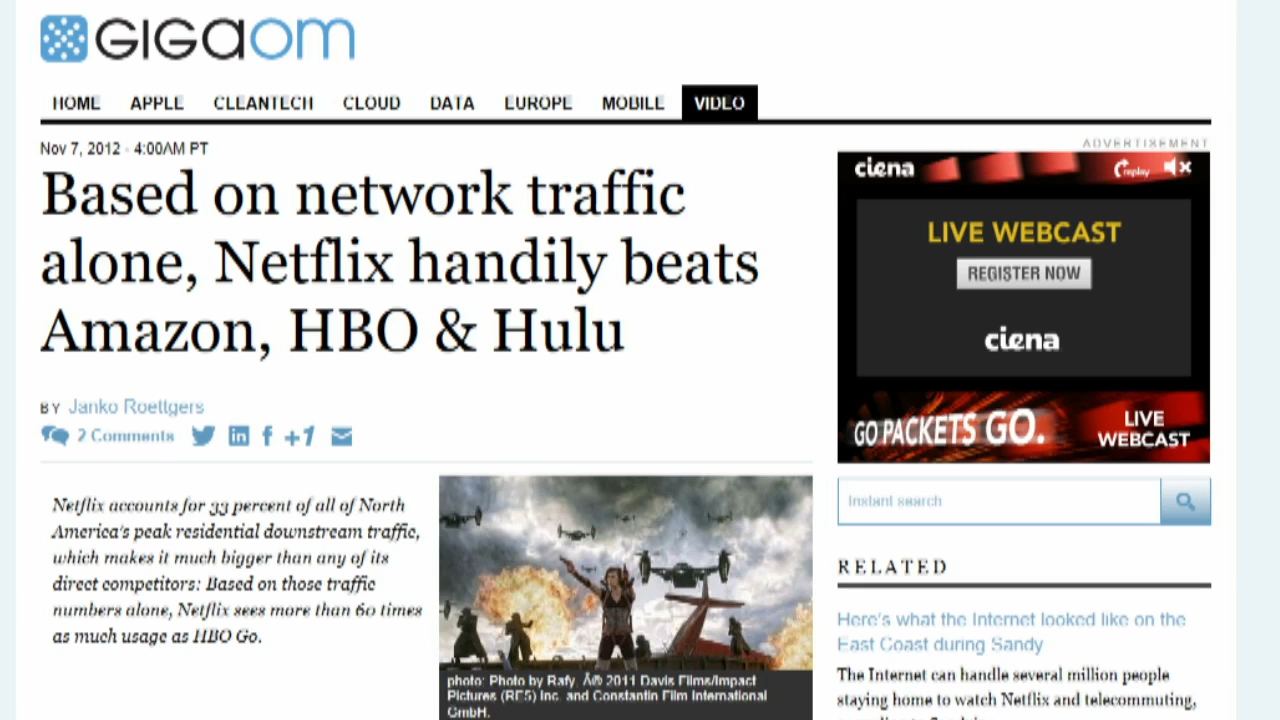 GIGAOM
HOME APPLE CLEANTECH CLOUD DATA EUROPE MOBILE VIDEO
Nov 7, 2012 - 4:00AM PT
Based on network traffic
alone, Netflix handily beats
Amazon, HBO & Hulu
BY Janko Roettgers
2 Comments
+1
Netflix accounts for 33 percent of all of North
America's peak residential downstream traffic,
which makes it much bigger than any of its
direct competitors: Based on those traffic
numbers alone, Netflix sees more than 60 times
as much usage as HBO Go.
photo: Photo by Rafy, Â© 2011 Davis Films/Impact
Pictures (RE5) Inc. and Constantin Film International
GmbH.
ADVERTISEMENT
ciena
replay
LIVE WEBCAST
REGISTER NOW
ciena
GO PACKETS GO.
LIVE
WEBCAST
Instant search
RELATED
Here's what the Internet looked like on the
East Coast during Sandy
The Internet can handle several million people
staying home to watch Netflix and telecommuting,